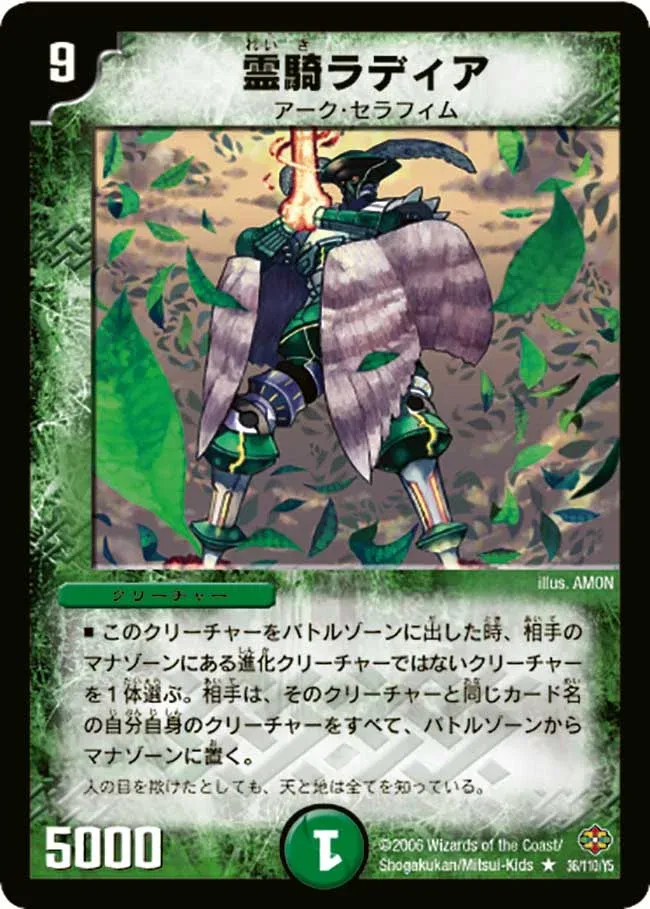 9
れいき
霊騎ラディア
アーク・セラフィム
illus. AMON
クリーチャー
■ このクリーチャーをバトルゾーンに出した時、相手の
マナゾーンにある進化クリーチャーではないクリーチャー
を1体選ぶ。相手は、そのクリーチャーと同じカード名
の自分自身のクリーチャーをすべて、バトルゾーンから
マナゾーンに置く。
人の目を欺けたとしても、天と地は全てを知っている。
5000
1
©2006 Wizards of the Coast/
Shogakukan/Mitsui-Kids ★ 36/110/Y5